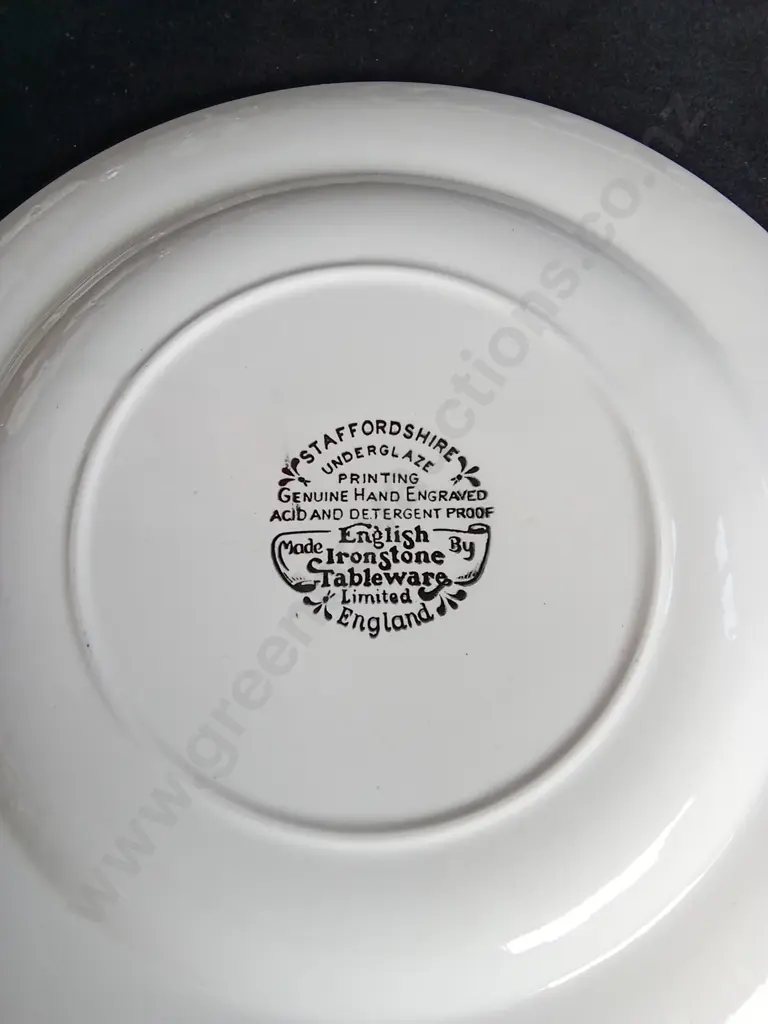 STAFFORDSHIRE
UNDERGLAZE
PRINTING
GENUINE HAND ENGRAVED
ACID AND DETERGENT PROOF
Made English By
Ironstone
Tableware
Limited
England